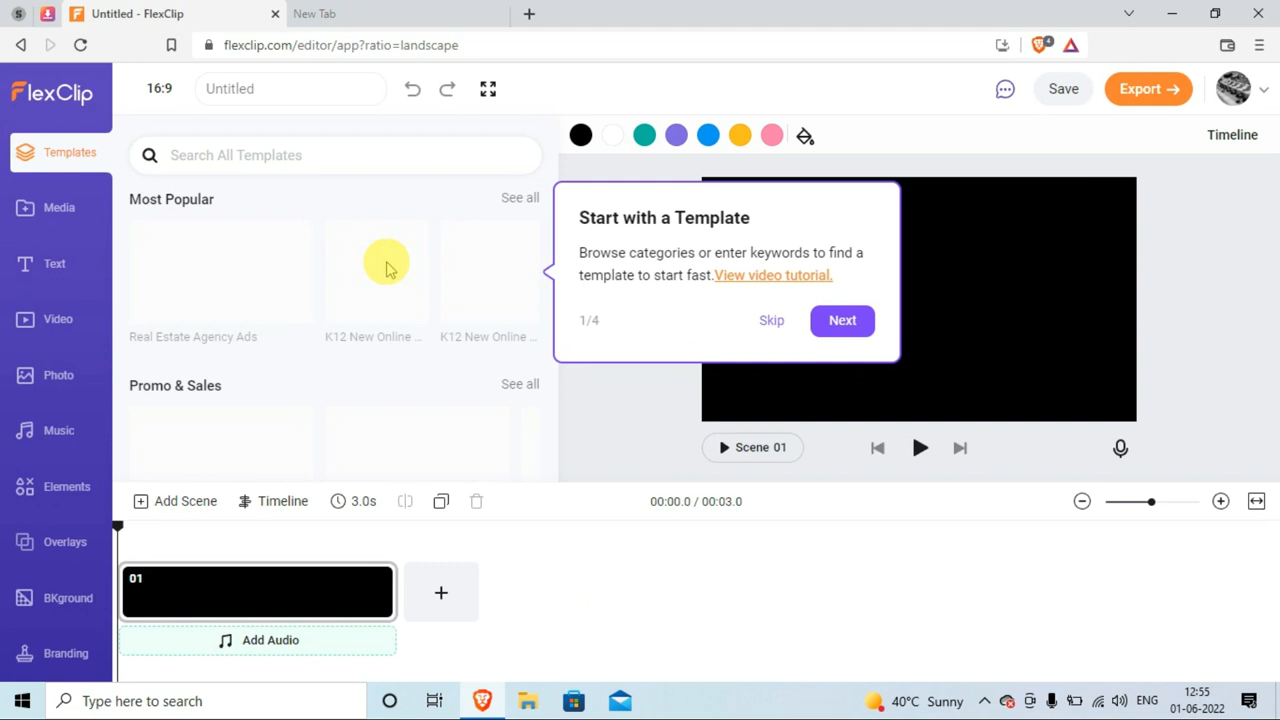 Untitled - FlexClip
New Tab
flexclip.com/editor/app?ratio=landscape
4
FlexClip
16:9
Untitled
Save
Export
Templates
Media
Text
Video
Photo
Music
Elements
Overlays
BKground
Branding
Search All Templates
Most Popular
See all
Real Estate Agency Ads
K12 New Online ...
K12 New Online ...
Promo & Sales
See all
Timeline
Start with a Template
Browse categories or enter keywords to find a
template to start fast.View video tutorial.
1/4
Skip
Next
Scene 01
Add Scene
Timeline
3.0s
00:00.0 / 00:03.0
01
Add Audio
Type here to search
40°C Sunny
ENG
12:55
01-06-2022